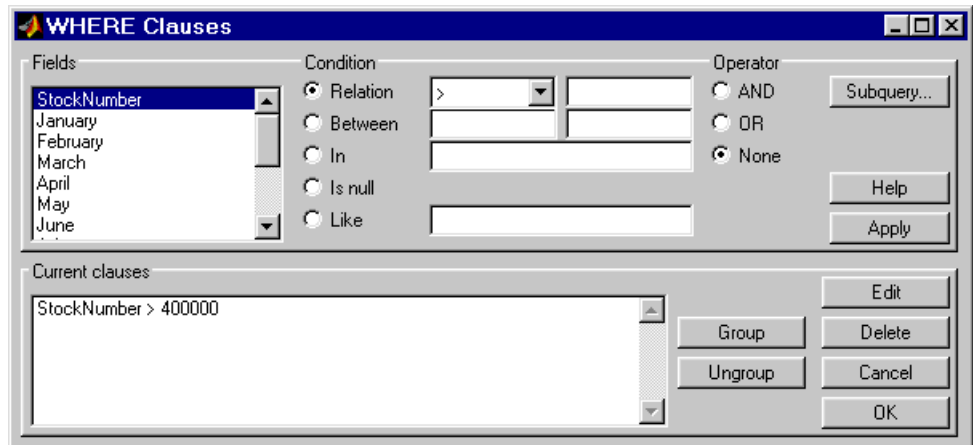 WHERE Clauses
Fields
Condition
Operator
StockNumber
January
February
March
April
May
June
Relation
>
Between
In
Is null
Like
AND
OR
None
Subquery...
Help
Apply
Current clauses
StockNumber > 400000
Group
Ungroup
Edit
Delete
Cancel
OK